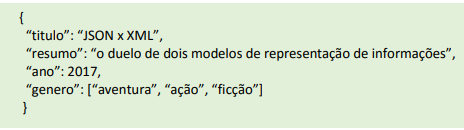 {
“titulo”: “JSON x XML”,
“resumo”: “o duelo de dois modelos de representação de informações”,
“ano”: 2017,
“genero”: [“aventura”, “ação”, “ficção”]
}